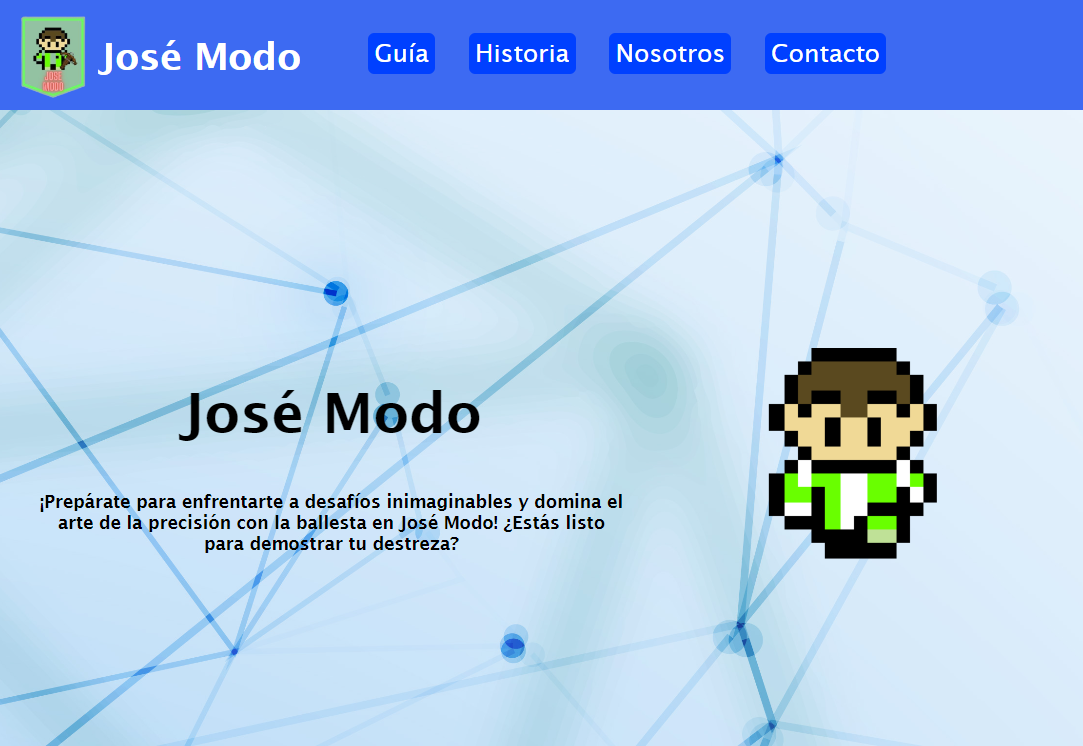 JOSE
MODO
José Modo
Guía
Historia
Nosotros
Contacto
José Modo
¡Prepárate para enfrentarte a desafíos inimaginables y domina el
arte de la precisión con la ballesta en José Modo! ¿Estás listo
para demostrar tu destreza?